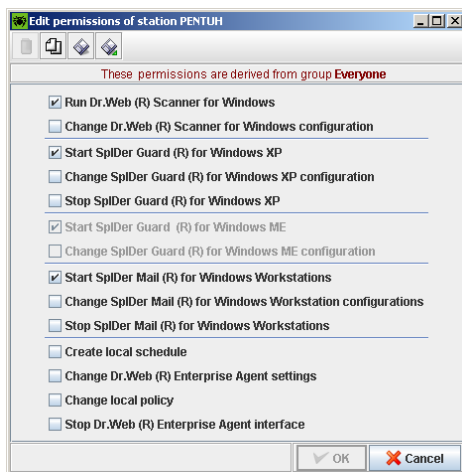 Edit permissions of station PENTUH
These permissions are derived from group Everyone
Run Dr.Web (R) Scanner for Windows
Change Dr.Web (R) Scanner for Windows configuration
Start SpIDer Guard (R) for Windows XP
Change SpIDer Guard (R) for Windows XP configuration
Stop SpIDer Guard (R) for Windows XP
Start SpIDer Guard (R) for Windows ME
Change SpIDer Guard (R) for Windows ME configuration
Start SpIDer Mail (R) for Windows Workstations
Change SpIDer Mail (R) for Windows Workstation configurations
Stop SpIDer Mail (R) for Windows Workstations
Create local schedule
Change Dr.Web (R) Enterprise Agent settings
Change local policy
Stop Dr.Web (R) Enterprise Agent interface
OK Cancel